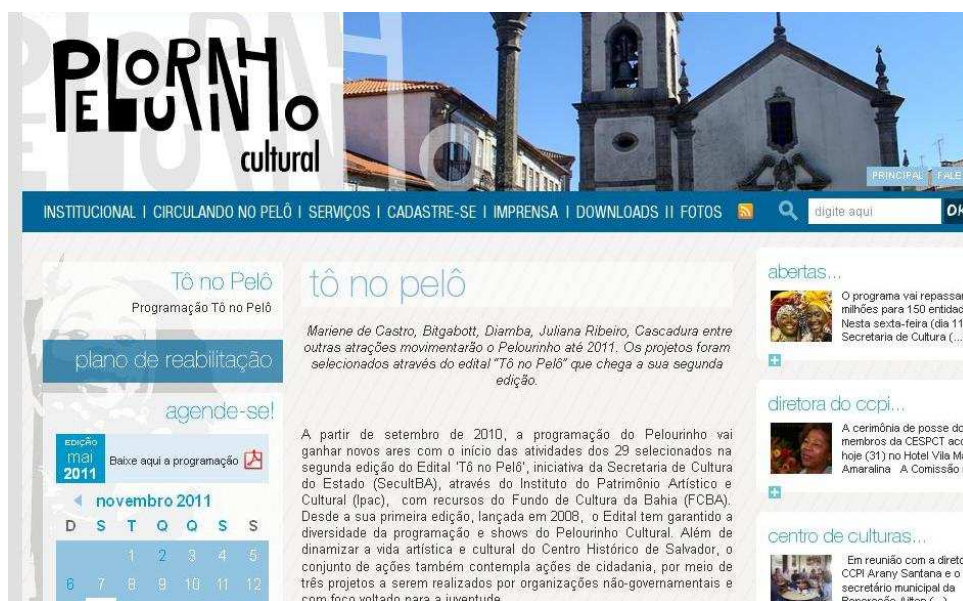 PELOURINHO
cultural
PRINCIPAL FALE
INSTITUCIONAL I CIRCULANDO NO PELÔ I SERVIÇOS I CADASTRE-SE I IMPRENSA I DOWNLOADS II FOTOS
digite aqui
OK
Tô no Pelô
Programação Tô no Pelô
plano de reabilitação
agende-se!
EDIÇÃO
mai
2011
Baixe aqui a programação
novembro 2011
D S T Q Q S S
1 2 3 4 5
6 7 8 9 10 11 12
tô no pelô
Mariene de Castro, Bitgabott, Diamba, Juliana Ribeiro, Cascadura entre
outras atrações movimentarão o Pelourinho até 2011. Os projetos foram
selecionados através do edital "Tô no Pelô" que chega a sua segunda
edição.
A partir de setembro de 2010, a programação do Pelourinho vai
ganhar novos ares com o início das atividades dos 29 selecionados na
segunda edição do Edital 'Tô no Pelô', iniciativa da Secretaria de Cultura
do Estado (SecultBA), através do Instituto do Patrimônio Artístico e
Cultural (Ipac), com recursos do Fundo de Cultura da Bahia (FCBA).
Desde a sua primeira edição, lançada em 2008, o Edital tem garantido a
diversidade da programação e shows do Pelourinho Cultural. Além de
dinamizar a vida artística e cultural do Centro Histórico de Salvador, o
conjunto de ações também contempla ações de cidadania, por meio de
três projetos a serem realizados por organizações não-governamentais e
com foco voltado para a juventude.
abertas...
O programa vai repassar
milhões para 150 entidad
Nesta sexta-feira (dia 11
Secretaria de Cultura (...
diretora do ccpi...
A cerimônia de posse do
membros da CESPCT aco
hoje (31) no Hotel Vila Ma
Amaralina A Comissão
centro de culturas...
Em reunião com a direto
CCPI Arany Santana e o
secretário municipal da
Reparação Ailton (...)